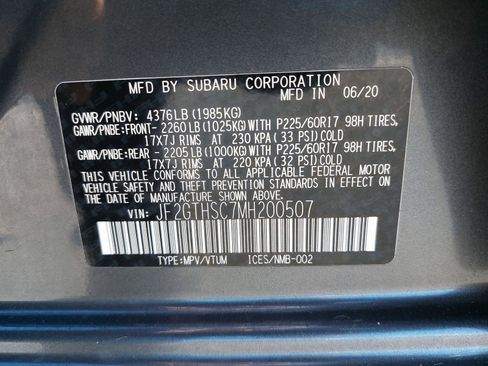 MFD BY SUBARU CORPORATION
MFD IN 06/20
GVWR/PNBV: 4376LB (1985KG)
GAWR/PNBE:FRONT- 2260LB (1025KG) WITH P225/60R17 98H TIRES,
17X7J RIMS AT 230 KPA (33 PSI) COLD
GAWR/PNBE:REAR - 2205LB (1000KG) WITH P225/60R17 98H TIRES,
17X7J RIMS AT 220 KPA (32 PSI) COLD
THIS VEHICLE CONFORMS TO ALL APPLICABLE FEDERAL MOTOR
VEHICLE SAFETY AND THEFT PREVENTION STANDARDS IN EFFECT ON
THE DATE OF MANUFACTURE SHOWN ABOVE.
VIN: JF2GTHSC7MH200507
TYPE:MPV/VTUM ICES/NMB-002